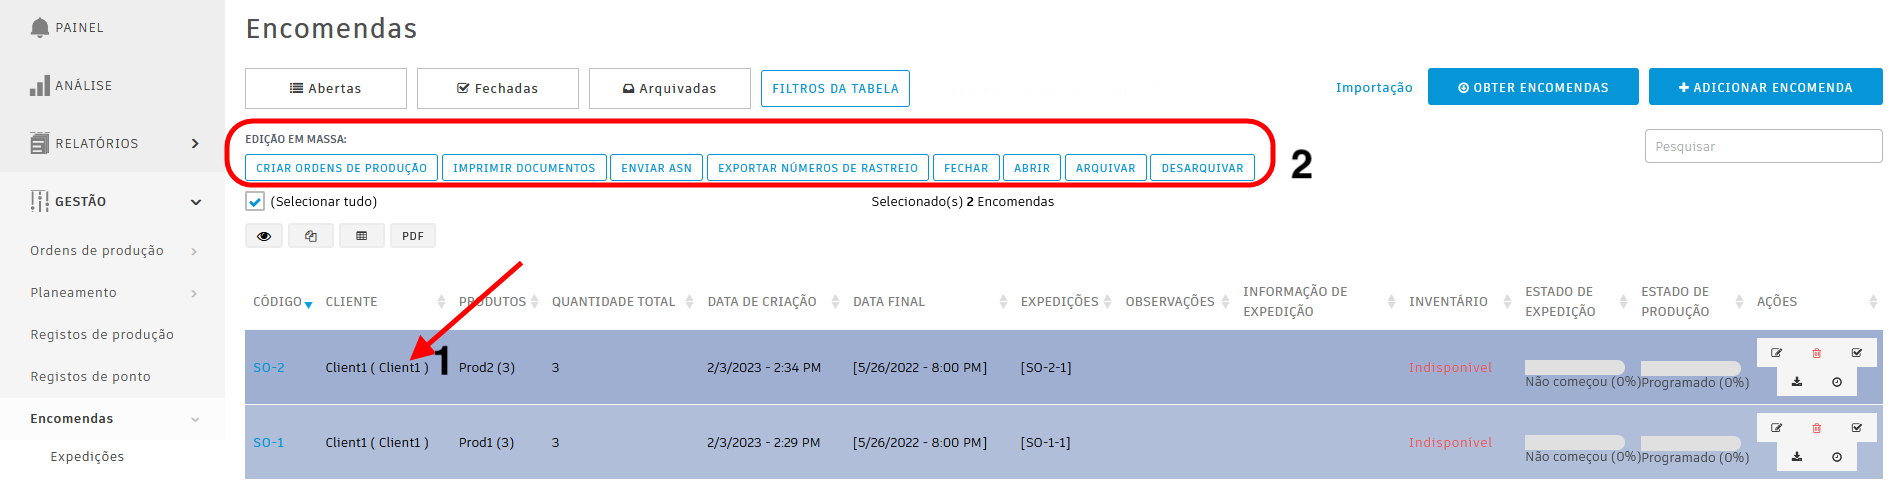 PAINEL
ANÁLISE
RELATÓRIOS
GESTÃO
Ordens de produção
Planeamento
Registos de produção
Registos de ponto
Encomendas
Expedições
Encomendas
Abertas Fechadas Arquivadas FILTROS DA TABELA Importação OBTER ENCOMENDAS ADICIONAR ENCOMENDA
EDIÇÃO EM MASSA:
Pesquisar
CRIAR ORDENS DE PRODUÇÃO IMPRIMIR DOCUMENTOS ENVIAR ASN EXPORTAR NÚMEROS DE RASTREIO FECHAR ABRIR ARQUIVAR DESARQUIVAR
2
(Selecionar tudo) Selecionado(s) 2 Encomendas
PDF
CÓDIGO CLIENTE PRODUTOS QUANTIDADE TOTAL DATA DE CRIAÇÃO DATA FINAL EXPEDIÇÕES OBSERVAÇÕES INFORMAÇÃO DE EXPEDIÇÃO INVENTÁRIO ESTADO DE EXPEDIÇÃO ESTADO DE PRODUÇÃO AÇÕES
1
SO-2 Client1 ( Client1 ) Prod2 (3) 3 2/3/2023 - 2:34 PM [5/26/2022 - 8:00 PM] [SO-2-1] Indisponível Não começou (0%) Programado (0%)
SO-1 Client1 ( Client1 ) Prod1 (3) 3 2/3/2023 - 2:29 PM [5/26/2022 - 8:00 PM] [SO-1-1] Indisponível Não começou (0%) Programado (0%)